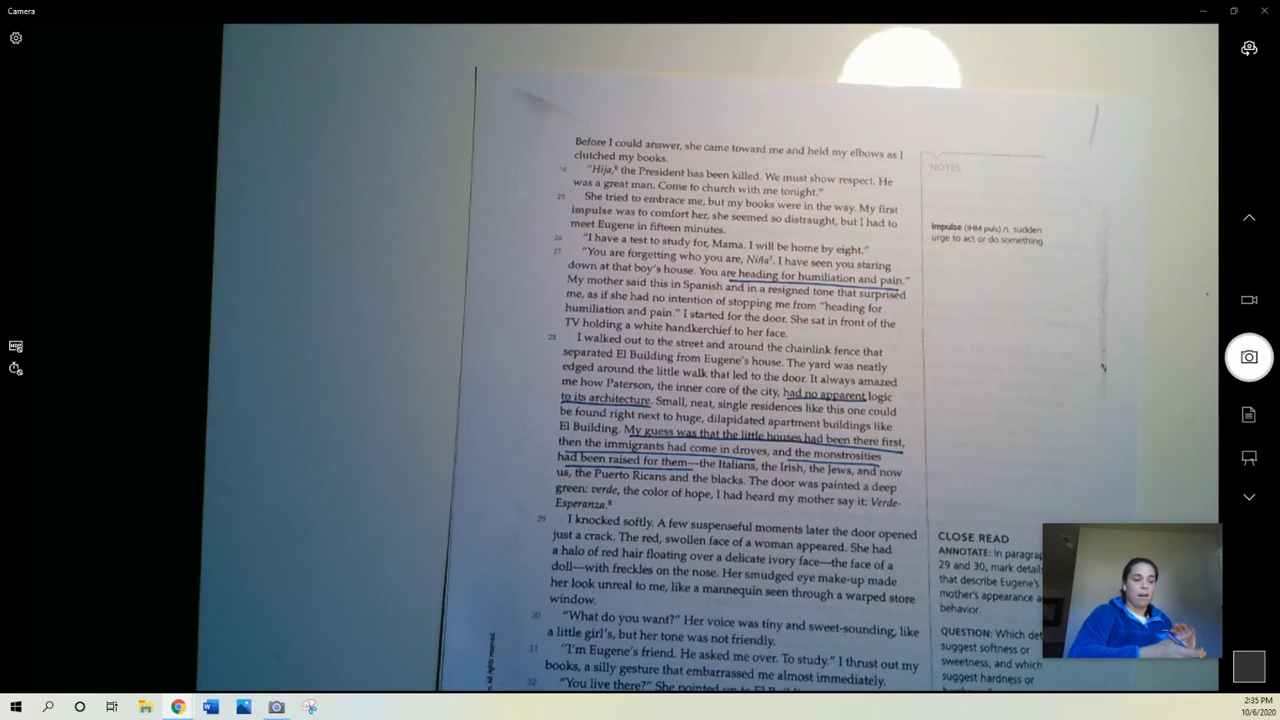 Camera
Before I could answer, she came toward me and held my elbows as I
clutched my books.
14 "Hija,⁶ the President has been killed. We must show respect. He
was a great man. Come to church with me tonight."
25 She tried to embrace me, but my books were in the way. My first
impulse was to comfort her, she seemed so distraught, but I had to
meet Eugene in fifteen minutes.
26 "I have a test to study for, Mama. I will be home by eight."
27 "You are forgetting who you are, Niña⁷. I have seen you staring
down at that boy's house. You are heading for humiliation and pain."
My mother said this in Spanish and in a resigned tone that surprised
me, as if she had no intention of stopping me from "heading for
humiliation and pain." I started for the door. She sat in front of the
TV holding a white handkerchief to her face.
28 I walked out to the street and around the chainlink fence that
separated El Building from Eugene's house. The yard was neatly
edged around the little walk that led to the door. It always amazed
me how Paterson, the inner core of the city, had no apparent logic
to its architecture. Small, neat, single residences like this one could
be found right next to huge, dilapidated apartment buildings like
El Building. My guess was that the little houses had been there first,
then the immigrants had come in droves, and the monstrosities
had been raised for them—the Italians, the Irish, the Jews, and now
us, the Puerto Ricans and the blacks. The door was painted a deep
green: verde, the color of hope, I had heard my mother say it: Verde-
Esperanza.⁸
29 I knocked softly. A few suspenseful moments later the door opened
just a crack. The red, swollen face of a woman appeared. She had
a halo of red hair floating over a delicate ivory face—the face of a
doll—with freckles on the nose. Her smudged eye make-up made
her look unreal to me, like a mannequin seen through a warped store
window.
30 "What do you want?" Her voice was tiny and sweet-sounding, like
a little girl's, but her tone was not friendly.
31 "I'm Eugene's friend. He asked me over. To study." I thrust out my
books, a silly gesture that embarrassed me almost immediately.
32 "You live there?" She pointed up to El
NOTES
impulse (IHM puls) n. sudden
urge to act or do something
CLOSE READ
ANNOTATE: In paragrap
29 and 30, mark details
that describe Eugene's
mother's appearance a
behavior.
QUESTION: Which det
suggest softness or
sweetness, and which
suggest hardness or
All rights reserved.
2:35 PM
10/6/2020